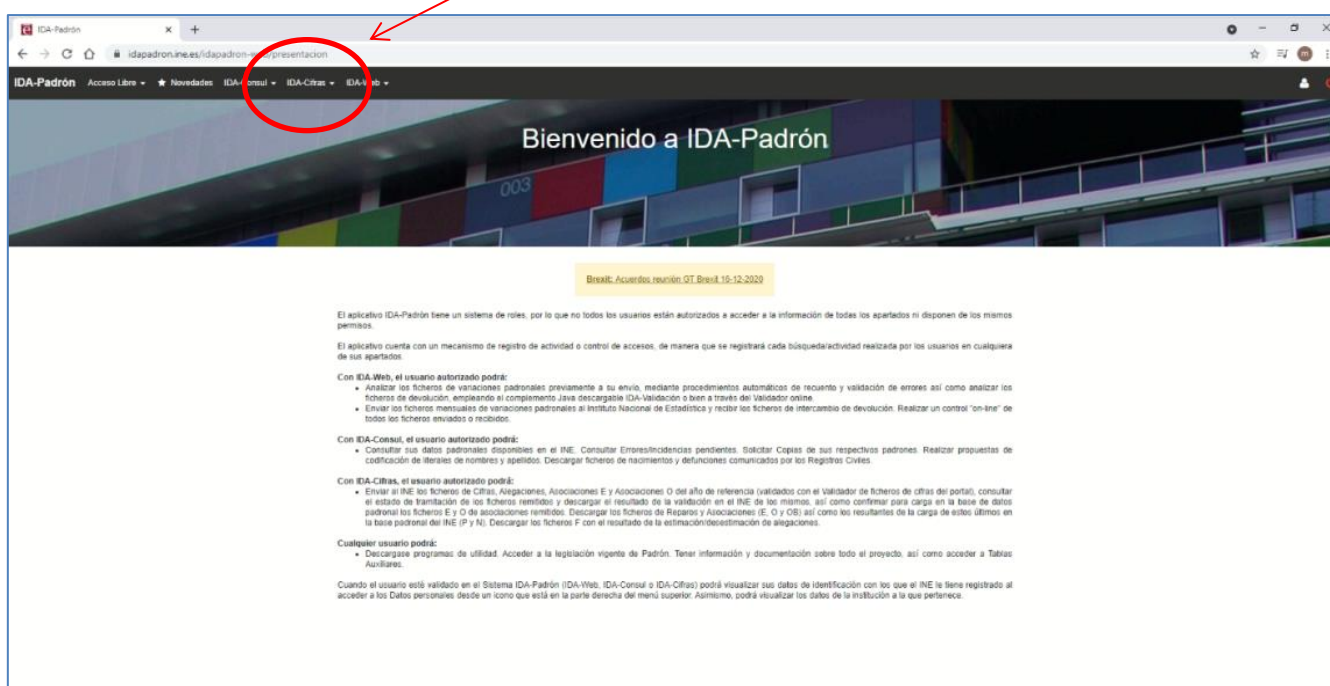 IDA-Padrón
idapadron.ine.es/idapadron-web/presentacion
IDA-Padrón Acceso Libre Novedades IDA-Consul IDA-Cifras IDA-Web
Bienvenido a IDA-Padrón
003
Brexit: Acuerdos reunión GT Brexit 16-12-2020
El aplicativo IDA-Padrón tiene un sistema de roles, por lo que no todos los usuarios están autorizados a acceder a la información de todas los apartados ni disponen de los mismos
permisos.
El aplicativo cuenta con un mecanismo de registro de actividad o control de accesos, de manera que se registrará cada búsqueda/actividad realizada por los usuarios en cualquiera
de sus apartados.
Con IDA-Web, el usuario autorizado podrá:
Analizar los ficheros de variaciones padronales previamente a su envío, mediante procedimientos automáticos de recuento y validación de errores así como analizar los
ficheros de devolución, empleando el complemento Java descargable IDA-Validación o bien a través del Validador online.
Enviar los ficheros mensuales de variaciones padronales al Instituto Nacional de Estadística y recibir los ficheros de intercambio de devolución. Realizar un control "on-line" de
todos los ficheros enviados o recibidos.
Con IDA-Consul, el usuario autorizado podrá:
Consultar sus datos padronales disponibles en el INE. Consultar Errores/Incidencias pendientes. Solicitar Copias de sus respectivos padrones. Realizar propuestas de
codificación de literales de nombres y apellidos. Descargar ficheros de nacimientos y defunciones comunicados por los Registros Civiles.
Con IDA-Cifras, el usuario autorizado podrá:
Enviar al INE los ficheros de Cifras, Alegaciones, Asociaciones E y Asociaciones O del año de referencia (validados con el Validador de ficheros de cifras del portal), consultar
el estado de tramitación de los ficheros remitidos y descargar el resultado de la validación en el INE de los mismos, así como confirmar para carga en la base de datos
padronal los ficheros E y O de asociaciones remitidos. Descargar los ficheros de Reparos y Asociaciones (E, O y OB) así como los resultantes de la carga de estos últimos en
la base padronal del INE (P y N). Descargar los ficheros F con el resultado de la estimación/desestimación de alegaciones.
Cualquier usuario podrá:
Descargase programas de utilidad. Acceder a la legislación vigente de Padrón. Tener información y documentación sobre todo el proyecto, así como acceder a Tablas
Auxiliares.
Cuando el usuario esté validado en el Sistema IDA-Padrón (IDA-Web, IDA-Consul o IDA-Cifras) podrá visualizar sus datos de identificación con los que el INE le tiene registrado al
acceder a los Datos personales desde un icono que está en la parte derecha del menú superior. Asimismo, podrá visualizar los datos de la institución a la que pertenece.